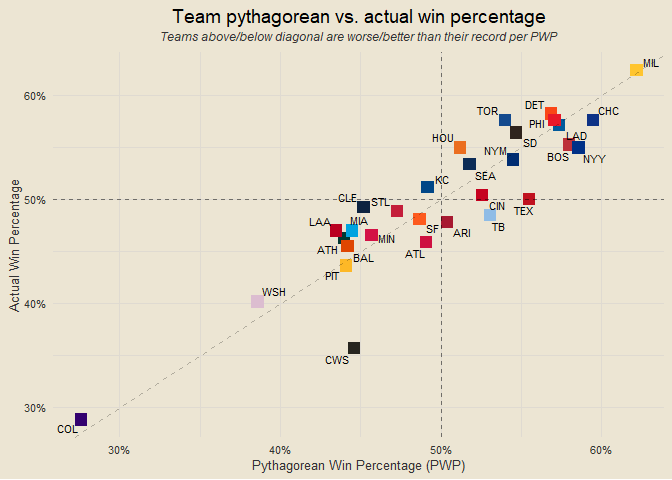 Team pythagorean vs. actual win percentage
Teams above/below diagonal are worse/better than their record per PWP
MIL
60%
DET
TOR
CHC
PHI
LAD
SD
HOU
NYM
BOS
NYY
SEA
KC
50%
CLE
STL
CIN
TEX
LAA
MIA
SF
ARI
TB
MIN
ATH
BAL
ATL
PIT
WSH
40%
CWS
30%
COL
30%
40%
50%
60%
Actual Win Percentage
Pythagorean Win Percentage (PWP)